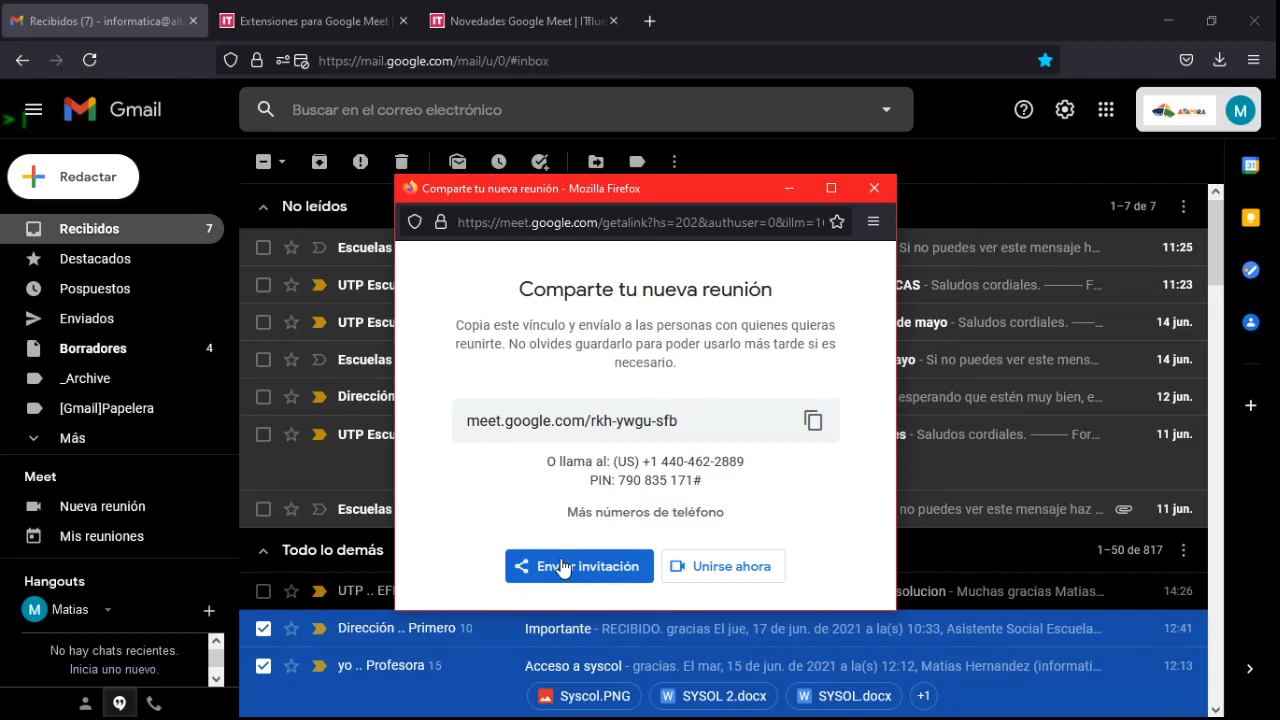 Recibidos (7) - informatica@alt
Extensiones para Google Meet |
Novedades Google Meet | ITflue
https://mail.google.com/mail/u/0/#inbox
Gmail
Buscar en el correo electrónico
ATAMIRA
M
Redactar
Recibidos 7
Destacados
Pospuestos
Enviados
Borradores 4
_Archive
[Gmail]Papelera
Más
Meet
Nueva reunión
Mis reuniones
Hangouts
M Matias
No hay chats recientes.
Inicia uno nuevo.
No leídos
1–7 de 7
Escuelas
Si no puedes ver este mensaje h...
11:25
UTP Escu
CAS - Saludos cordiales. ---------- F...
11:23
UTP Escu
de mayo - Saludos cordiales. ------...
14 jun.
Escuelas
ayo - Si no puedes ver este mens...
14 jun.
Dirección
esperando que estén muy bien, e...
12 jun.
UTP Escu
es - Saludos cordiales. ---------- For...
11 jun.
Escuelas
no puedes ver este mensaje haz ...
11 jun.
Comparte tu nueva reunión - Mozilla Firefox
https://meet.google.com/getalink?hs=202&authuser=0&illm=1
Comparte tu nueva reunión
Copia este vínculo y envíalo a las personas con quienes quieras
reunirte. No olvides guardarlo para poder usarlo más tarde si es
necesario.
meet.google.com/rkh-ywgu-sfb
O llama al: (US) +1 440-462-2889
PIN: 790 835 171#
Más números de teléfono
Enviar invitación
Unirse ahora
Todo lo demás
1–50 de 817
UTP .. EF
solucion - Muchas gracias Matias...
14:26
Dirección .. Primero 10
Importante - RECIBIDO. gracias El jue, 17 de jun. de 2021 a la(s) 10:33, Asistente Social Escuela...
12:41
yo .. Profesora 15
Acceso a syscol - gracias. El mar, 15 de jun. de 2021 a la(s) 12:12, Matias Hernandez (informati...
12:13
Syscol.PNG
W SYSOL 2.docx
W SYSOL.docx
+1
31